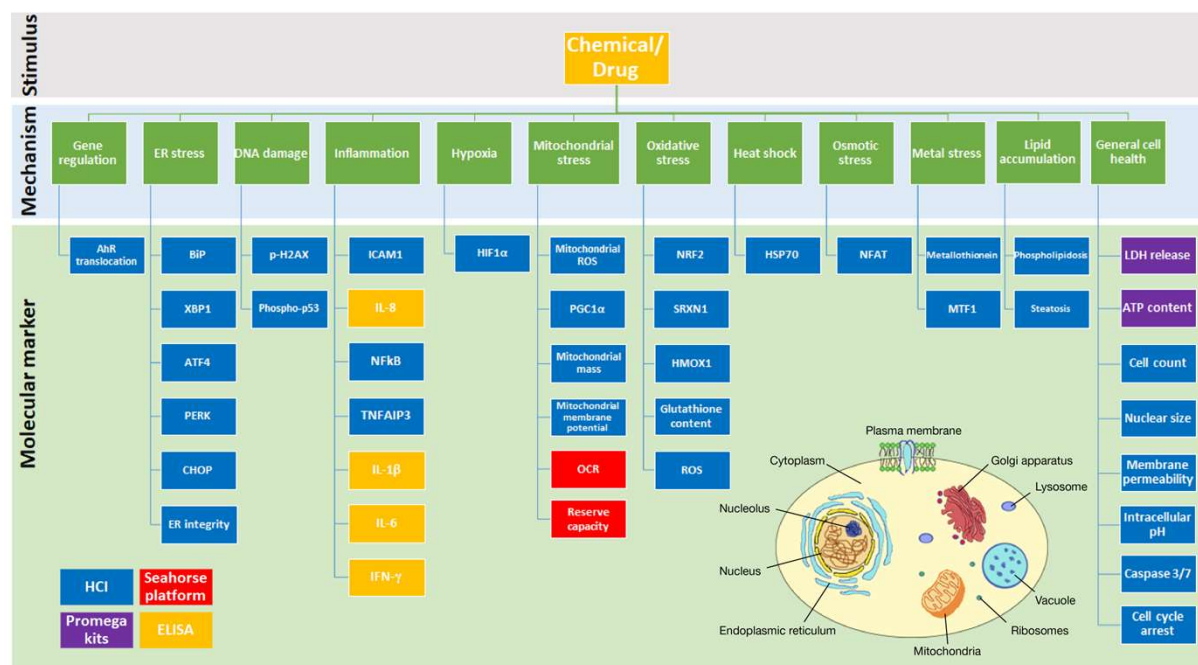 Stimulus
Chemical/
Drug
Mechanism
Gene
regulation
ER stress
DNA damage
Inflammation
Hypoxia
Mitochondrial
stress
Oxidative
stress
Heat shock
Osmotic
stress
Metal stress
Lipid
accumulation
General cell
health
Molecular marker
AhR
translocation
BiP
XBP1
ATF4
PERK
CHOP
ER integrity
p-H2AX
Phospho-p53
ICAM1
IL-8
NFkB
TNFAIP3
IL-1β
IL-6
IFN-γ
HIF1α
Mitochondrial
ROS
PGC1α
Mitochondrial
mass
Mitochondrial
membrane
potential
OCR
Reserve
capacity
NRF2
SRXN1
HMOX1
Glutathione
content
ROS
HSP70
NFAT
Metallothionein
MTF1
Phospholipidosis
Steatosis
LDH release
ATP content
Cell count
Nuclear size
Membrane
permeability
Intracellular
pH
Caspase 3/7
Cell cycle
arrest
Plasma membrane
Cytoplasm
Golgi apparatus
Lysosome
Nucleolus
Nucleus
Vacuole
Endoplasmic reticulum
Ribosomes
Mitochondria
HCI
Seahorse
platform
Promega
kits
ELISA